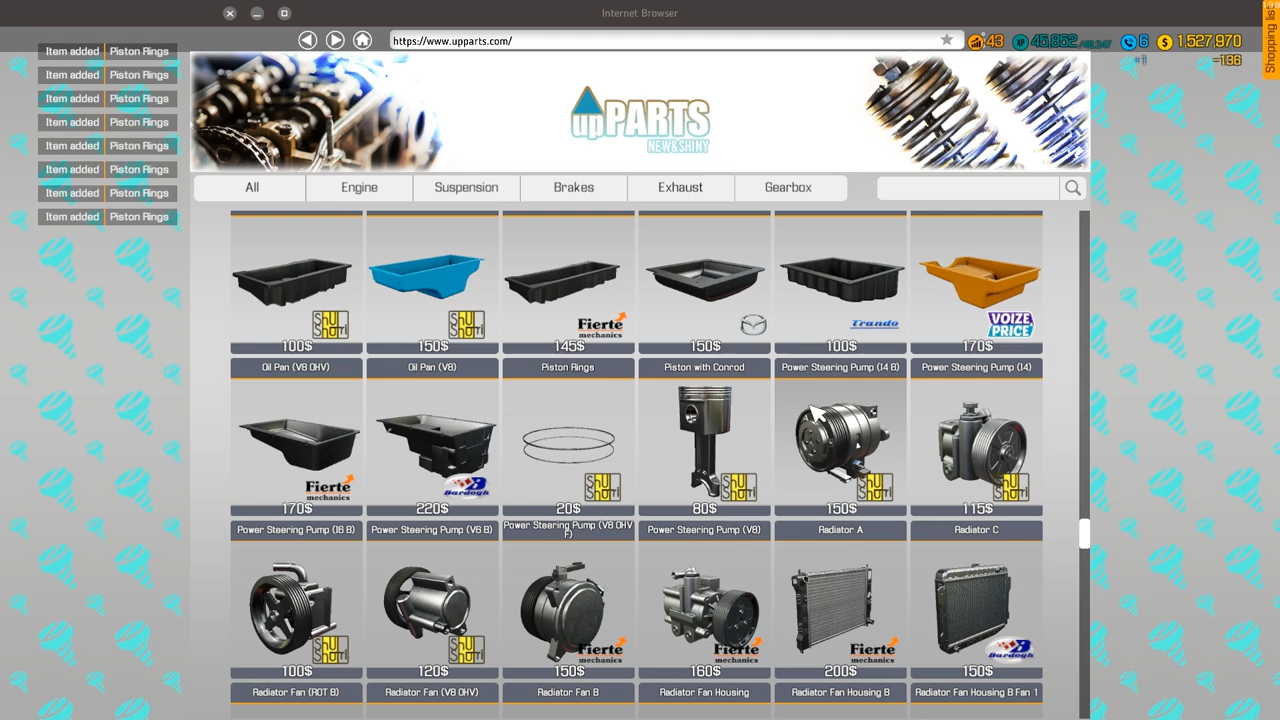 Internet Browser
https://www.upparts.com/
43
45,852
6
1,527,970
+1
-136
Shopping list
Item added Piston Rings
Item added Piston Rings
Item added Piston Rings
Item added Piston Rings
Item added Piston Rings
Item added Piston Rings
Item added Piston Rings
Item added Piston Rings
upPARTS
NEW&SHINY
All Engine Suspension Brakes Exhaust Gearbox
Shuhuti Shuhuti Fierte mechanics Trando VOIZE PRICE
100$ 150$ 145$ 150$ 100$ 170$
Oil Pan (V8 OHV) Oil Pan (V8) Piston Rings Piston with Conrod Power Steering Pump (I4 B) Power Steering Pump (I4)
Fierte mechanics Bardogh
170$ 220$ 20$ 80$ 150$ 115$
Power Steering Pump (I6 B) Power Steering Pump (V6 B) Power Steering Pump (V8 OHV F) Power Steering Pump (V8) Radiator A Radiator C
Fierte mechanics Fierte mechanics Fierte mechanics Bardogh
100$ 120$ 150$ 160$ 200$ 150$
Radiator Fan (ROT B) Radiator Fan (V8 OHV) Radiator Fan B Radiator Fan Housing Radiator Fan Housing B Radiator Fan Housing B Fan 1